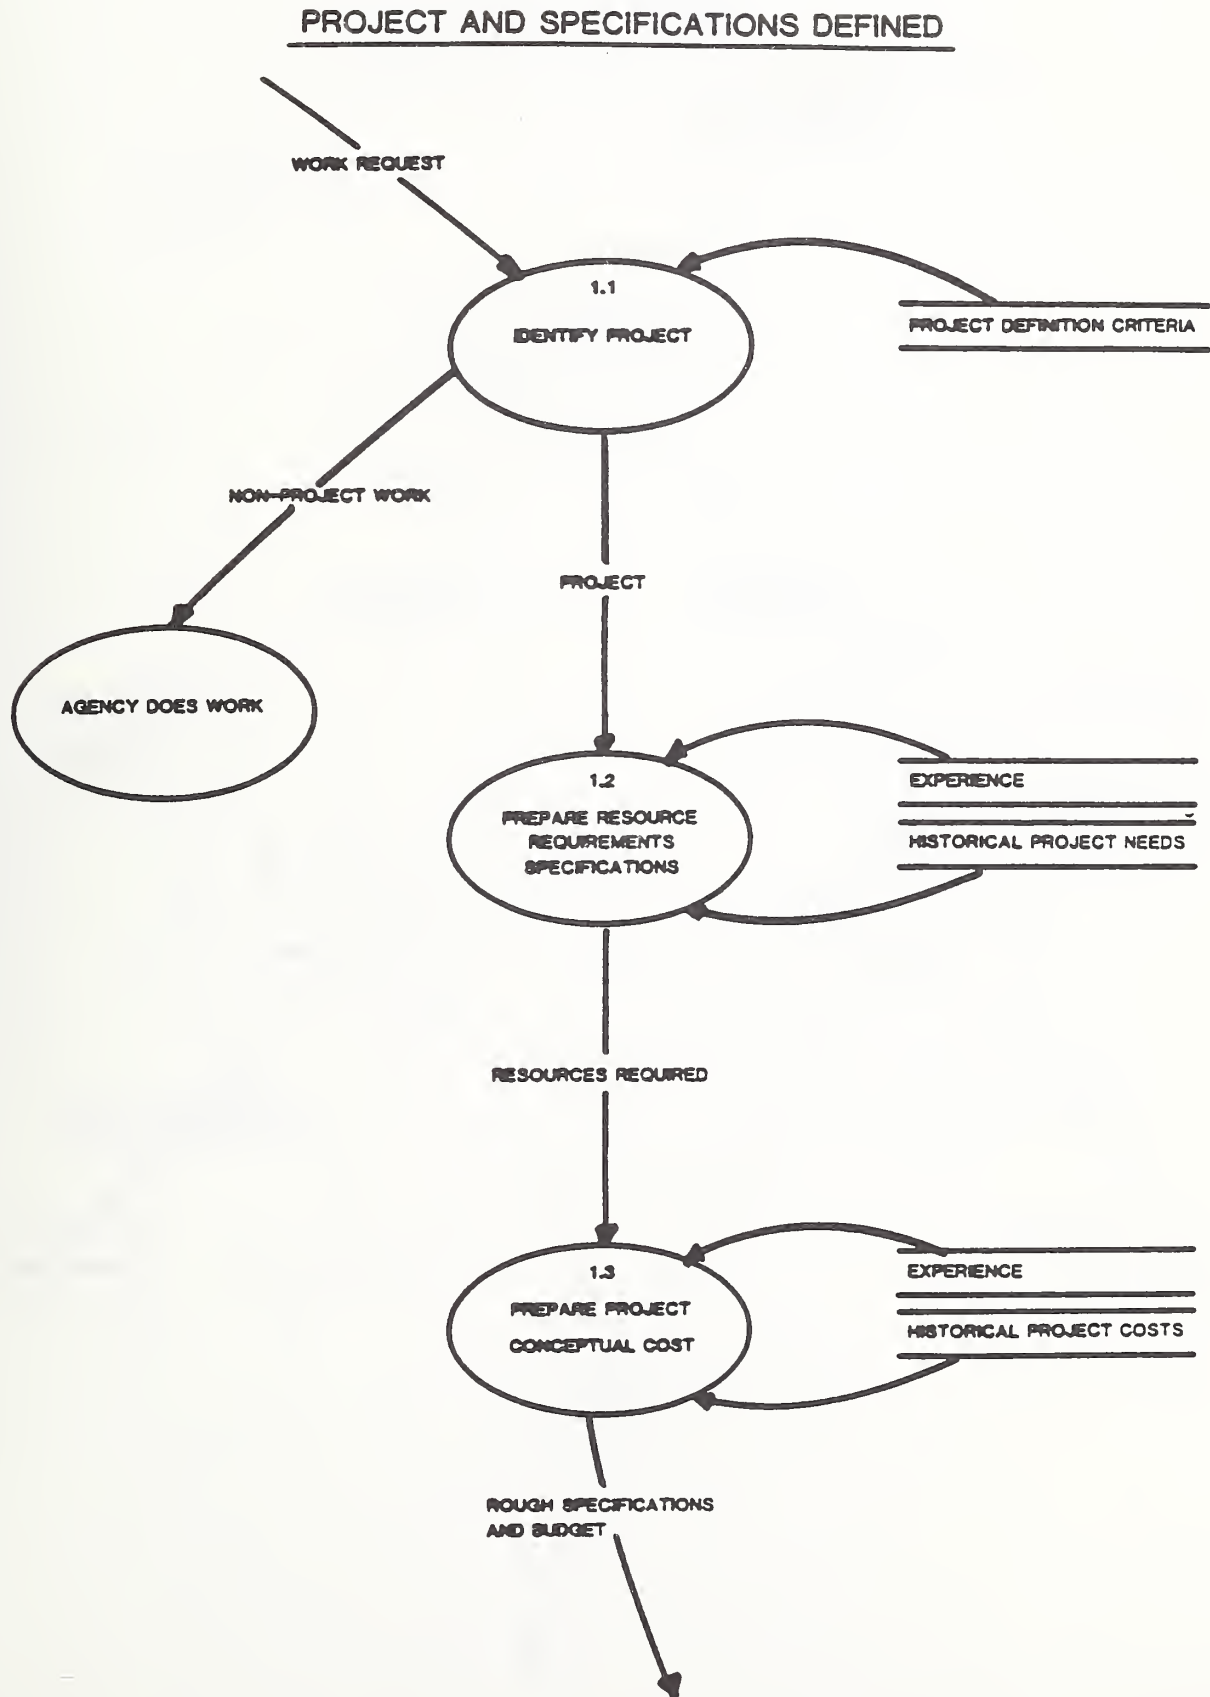 PROJECT AND SPECIFICATIONS DEFINED
WORK REQUEST
1.1
IDENTIFY PROJECT
PROJECT DEFINITION CRITERIA
NON-PROJECT WORK
PROJECT
AGENCY DOES WORK
1.2
PREPARE RESOURCE
REQUIREMENTS
SPECIFICATIONS
EXPERIENCE
HISTORICAL PROJECT NEEDS
RESOURCES REQUIRED
1.3
PREPARE PROJECT
CONCEPTUAL COST
EXPERIENCE
HISTORICAL PROJECT COSTS
ROUGH SPECIFICATIONS
AND BUDGET